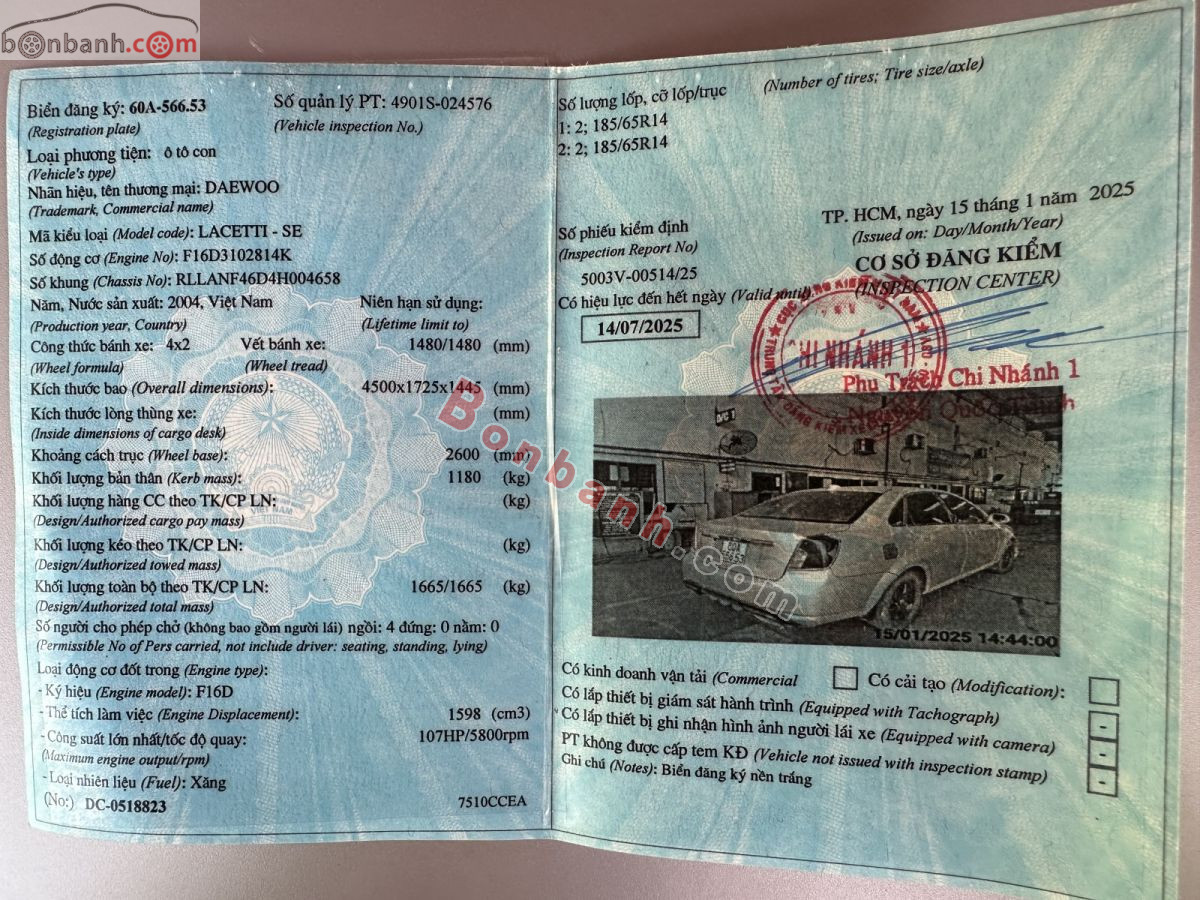 bonbanh.com
Biển đăng ký: 60A-566.53
(Registration plate)
Số quản lý PT: 4901S-024576
(Vehicle inspection No.)
Loại phương tiện: ô tô con
(Vehicle's type)
Nhãn hiệu, tên thương mại: DAEWOO
(Trademark, Commercial name)
Mã kiểu loại (Model code): LACETTI - SE
Số động cơ (Engine No): F16D3102814K
Số khung (Chassis No): RLLANF46D4H004658
Năm, Nước sản xuất: 2004, Việt Nam
(Production year, Country)
Niên hạn sử dụng:
(Lifetime limit to)
Công thức bánh xe: 4x2
(Wheel formula)
Vết bánh xe: 1480/1480 (mm)
(Wheel tread)
Kích thước bao (Overall dimensions): 4500x1725x1445 (mm)
Kích thước lòng thùng xe: (mm)
(Inside dimensions of cargo desk)
Khoảng cách trục (Wheel base): 2600 (mm)
Khối lượng bản thân (Kerb mass): 1180 (kg)
Khối lượng hàng CC theo TK/CP LN: (kg)
(Design/Authorized cargo pay mass)
Khối lượng kéo theo TK/CP LN: (kg)
(Design/Authorized towed mass)
Khối lượng toàn bộ theo TK/CP LN: 1665/1665 (kg)
(Design/Authorized total mass)
Số người cho phép chở (không bao gồm người lái) ngồi: 4 đứng: 0 nằm: 0
(Permissible No of Pers carried, not include driver: seating, standing, lying)
Loại động cơ đốt trong (Engine type):
- Ký hiệu (Engine model): F16D
- Thể tích làm việc (Engine Displacement): 1598 (cm3)
- Công suất lớn nhất/tốc độ quay: 107HP/5800rpm
(Maximum engine output/rpm)
- Loại nhiên liệu (Fuel): Xăng
(No:) DC-0518823
7510CCEA
Số lượng lốp, cỡ lốp/trục (Number of tires; Tire size/axle)
1: 2; 185/65R14
2: 2; 185/65R14
TP. HCM, ngày 15 tháng 1 năm 2025
(Issued on: Day/Month/Year)
Số phiếu kiểm định
(Inspection Report No)
5003V-00514/25
CƠ SỞ ĐĂNG KIỂM
(INSPECTION CENTER)
Có hiệu lực đến hết ngày (Valid until)
14/07/2025
CHI NHÁNH 1
Phụ Trách Chi Nhánh 1
60A
56653
15/01/2025 14:44:00
Bonbanh.com
Có kinh doanh vận tải (Commercial
Có cải tạo (Modification):
Có lắp thiết bị giám sát hành trình (Equipped with Tachograph)
Có lắp thiết bị ghi nhận hình ảnh người lái xe (Equipped with camera)
PT không được cấp tem KĐ (Vehicle not issued with inspection stamp)
Ghi chú (Notes): Biển đăng ký nền trắng